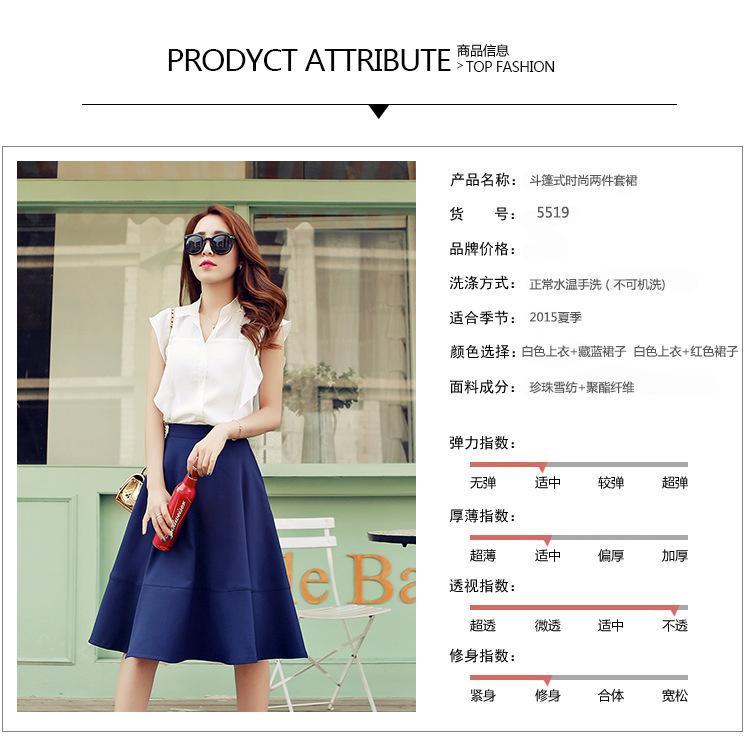 PRODYCT ATTRIBUTE 商品信息
>TOP FASHION
产品名称： 斗篷式时尚两件套裙
货 号： 5519
品牌价格：
洗涤方式： 正常水温手洗（不可机洗)
适合季节： 2015夏季
颜色选择： 白色上衣+藏蓝裙子 白色上衣+红色裙子
面料成分： 珍珠雪纺+聚酯纤维
弹力指数：
无弹 适中 较弹 超弹
厚薄指数：
超薄 适中 偏厚 加厚
透视指数：
超透 微透 适中 不透
修身指数：
紧身 修身 合体 宽松
le Ba